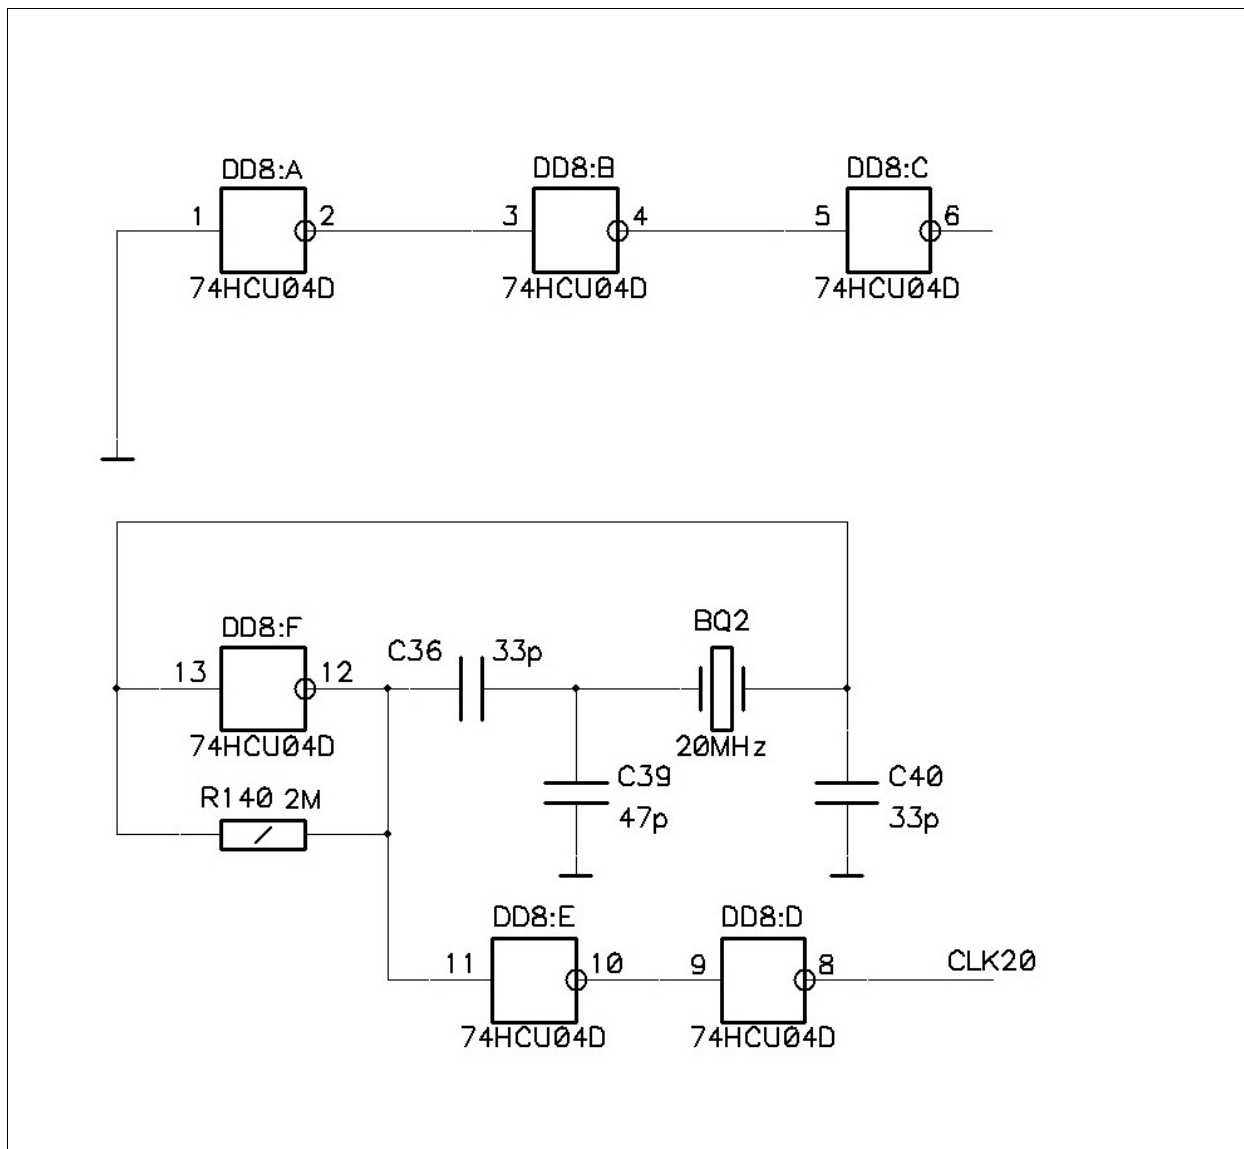 DD8:A DD8:B DD8:C
1 2 3 4 5 6
74HCU04D 74HCU04D 74HCU04D
BQ2
DD8:F
C36 33p
13 12
74HCU04D 20MHz
C39 C40
R140 2M
47p 33p
DD8:E DD8:D
11 10 9 8 CLK20
74HCU04D 74HCU04D